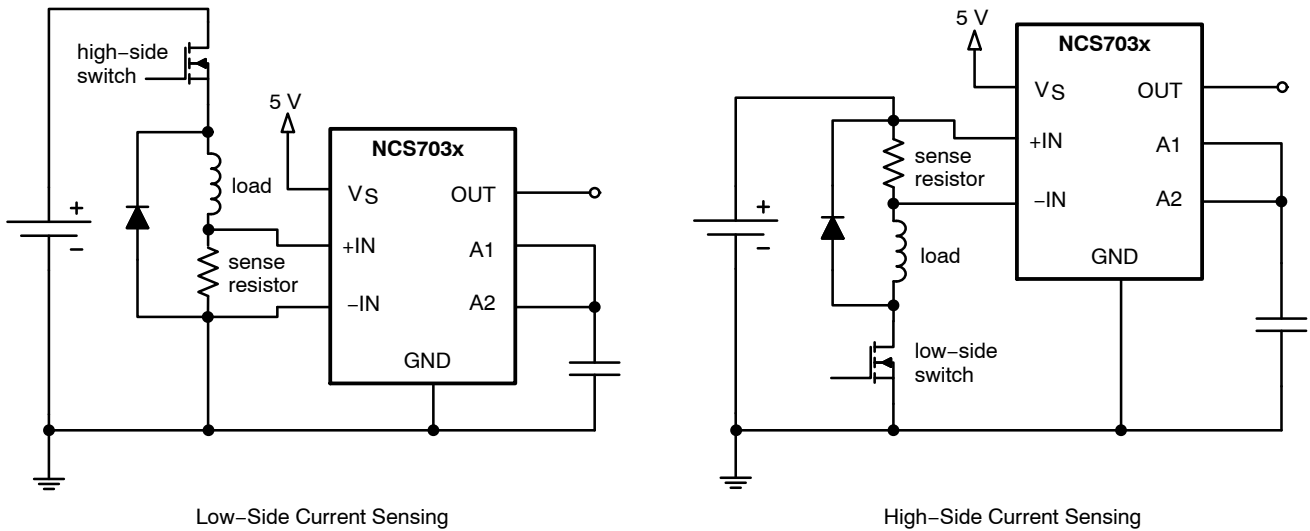 high−side
switch
5 V
NCS703x
VS
OUT
load
+IN
A1
sense
resistor
−IN
A2
GND
+
−
Low−Side Current Sensing
5 V
NCS703x
VS
OUT
+IN
A1
sense
resistor
−IN
A2
load
GND
+
−
low−side
switch
High−Side Current Sensing